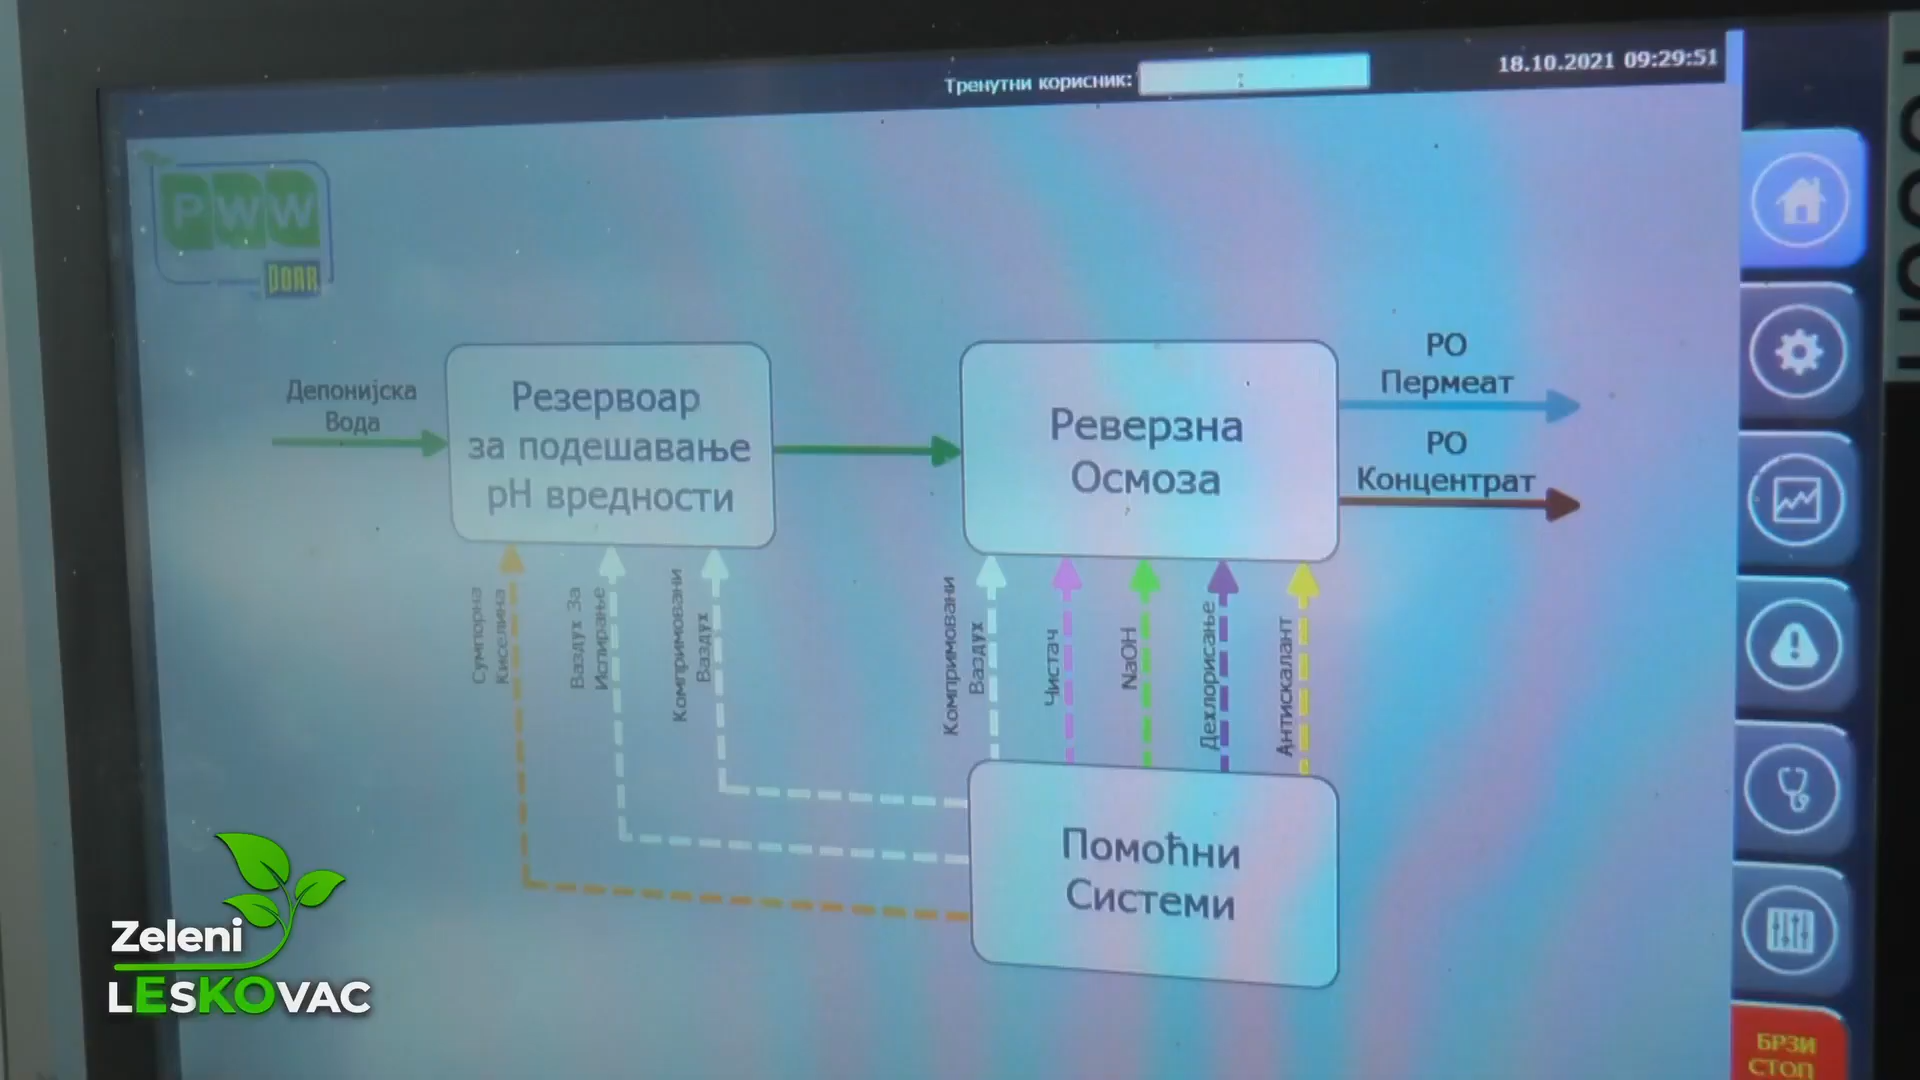 Тренутни корисник:
18.10.2021 09:29:51
PWW
DORR
Депонијска
Вода
Резервоар
за подешавање
pH вредности
Реверзна
Осмоза
РО
Пермеат
РО
Концентрат
Сумпорна
Киселина
Ваздух За
Испирање
Компримовани
Ваздух
Компримовани
Ваздух
Чистач
NaOH
Дехлорисање
Антискалант
Помоћни
Системи
БРЗИ
СТОП
Zeleni
LESKOVAC